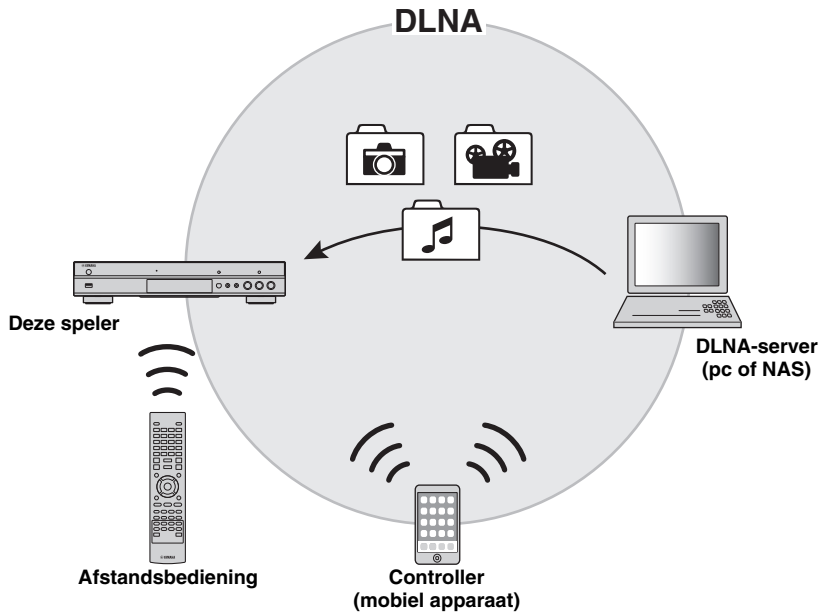 DLNA
Deze speler
DLNA-server
(pc of NAS)
Afstandsbediening
Controller
(mobiel apparaat)